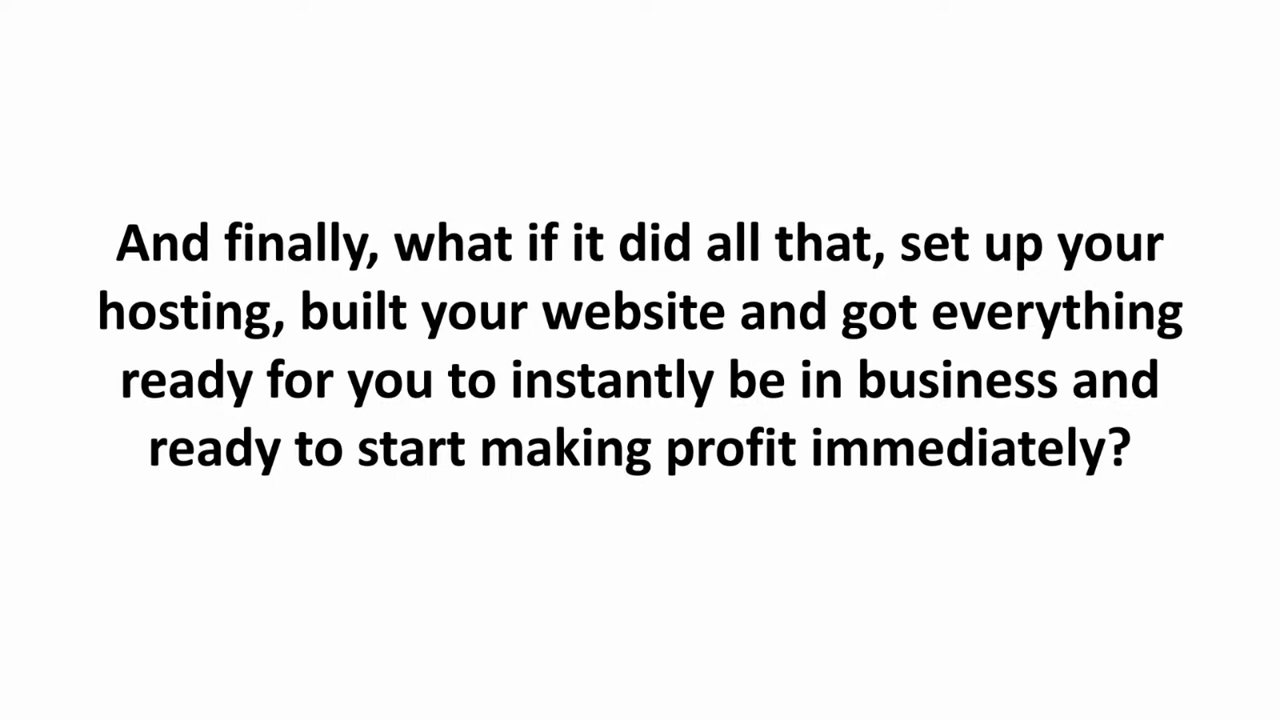 And finally, what if it did all that, set up your
hosting, built your website and got everything
ready for you to instantly be in business and
ready to start making profit immediately?